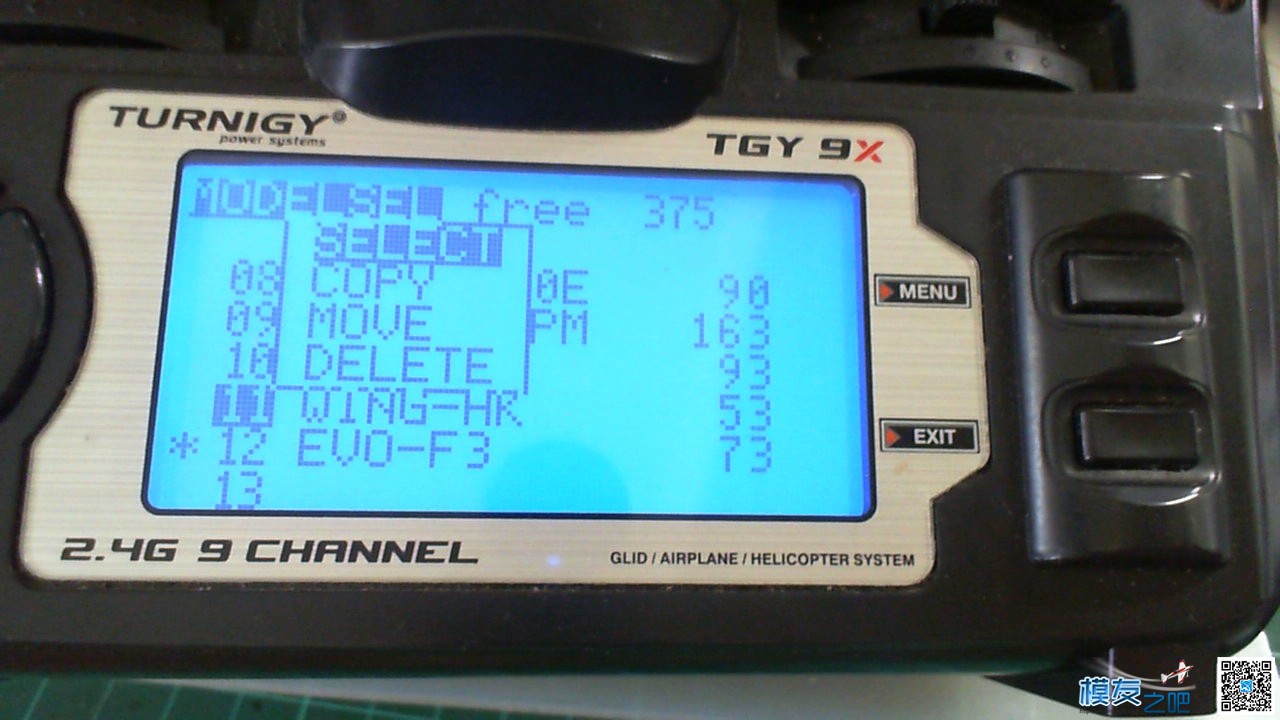 TURNIGY®
power systems
TGY 9X
MODEL SEL free 375
SELECT
08 COPY 0E 90
09 MOVE PM 163
10 DELETE 93
11 WING-HK 53
* 12 EVO-F3 73
13
MENU
EXIT
2.4G 9 CHANNEL
GLID / AIRPLANE / HELICOPTER SYSTEM
模友之吧